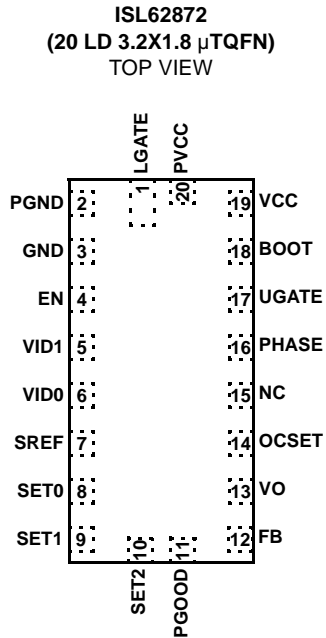 ISL62872
(20 LD 3.2X1.8 µTQFN)
TOP VIEW
LGATE
PVCC
1
20
PGND 2
19 VCC
GND 3
18 BOOT
EN 4
17 UGATE
VID1 5
16 PHASE
VID0 6
15 NC
SREF 7
14 OCSET
SET0 8
13 VO
SET1 9
12 FB
10
11
SET2
PGOOD